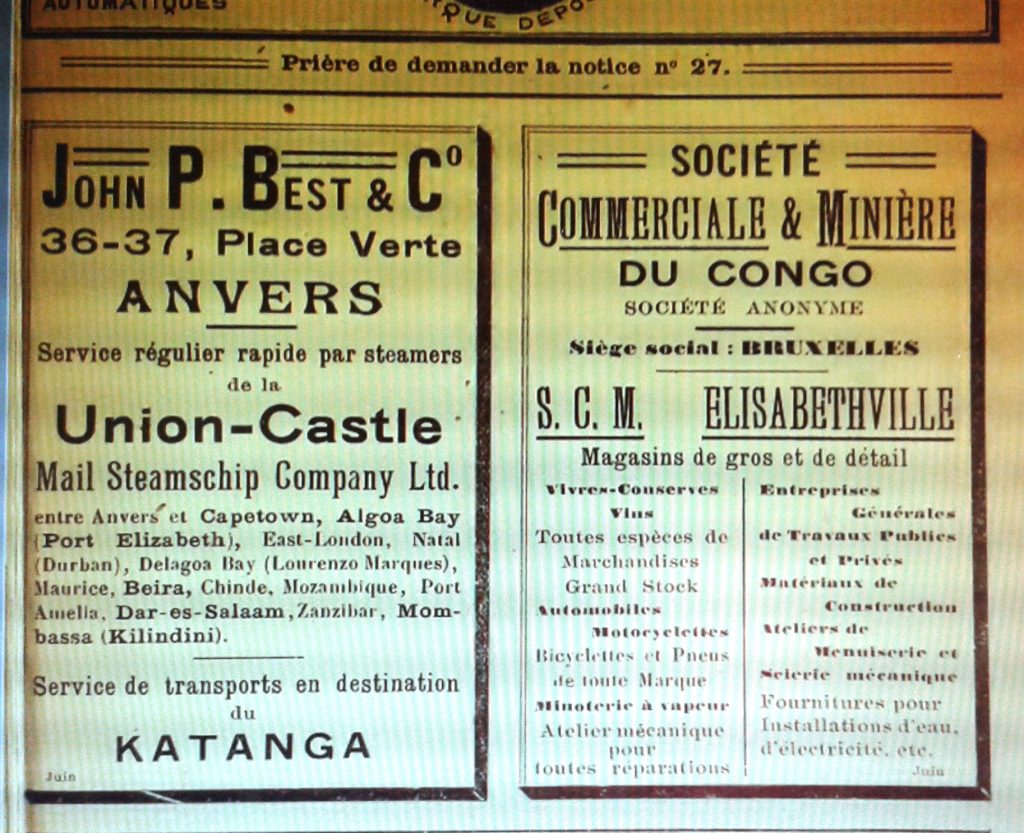 AUTOMATIQUES
QUE DÉPO
Prière de demander la notice nº 27.
JOHN P. BEST & Cº
36-37, Place Verte
ANVERS
Service régulier rapide par steamers
de la
Union-Castle
Mail Steamschip Company Ltd.
entre Anvers et Capetown, Algoa Bay
(Port Elizabeth), East-London, Natal
(Durban), Delagoa Bay (Lourenzo Marques),
Maurice, Beira, Chinde, Mozambique, Port
Amelia, Dar-es-Salaam, Zanzibar, Mom-
bassa (Kilindini).
Service de transports en destination
du
KATANGA
Juin
SOCIÉTÉ
COMMERCIALE & MINIÈRE
DU CONGO
SOCIÉTÉ ANONYME
Siège social : BRUXELLES
S. C. M. ELISABETHVILLE
Magasins de gros et de détail
Vivres-Conserves
Vins
Toutes espèces de
Marchandises
Grand Stock
Automobiles
Motocyclettes
Bicyclettes et Pneus
de toute Marque
Minoterie à vapeur
Atelier mécanique
pour
toutes réparations
Entreprises
Générales
de Travaux Publics
et Privés
Matériaux de
Construction
Ateliers de
Menuiserie et
Scierie mécanique
Fournitures pour
Installations d'eau,
d'électricité, etc.
Juin